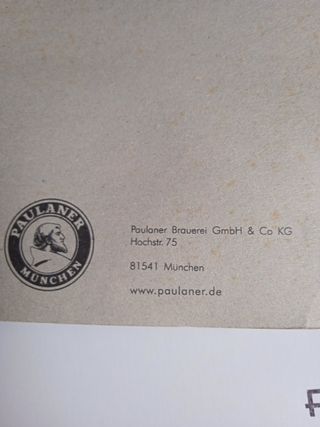 PAULANER
MÜNCHEN
Paulaner Brauerei GmbH & Co KG
Hochstr. 75
81541 München
www.paulaner.de